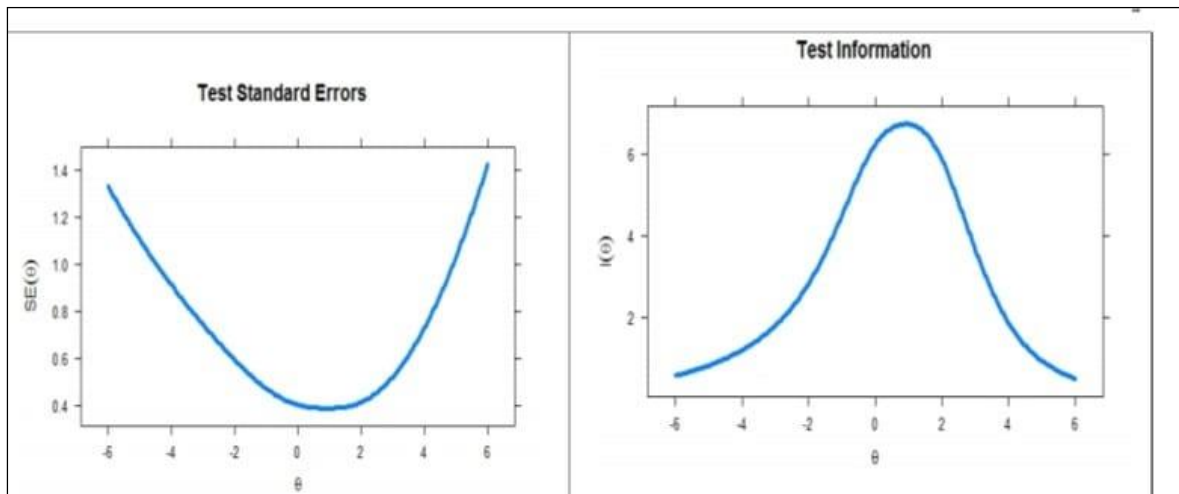 Test Standard Errors
1.4
1.2
1.0
0.8
0.6
0.4
SE(θ)
-6 -4 -2 0 2 4 6
θ
Test Information
6
4
2
I(θ)
-6 -4 -2 0 2 4 6
θ